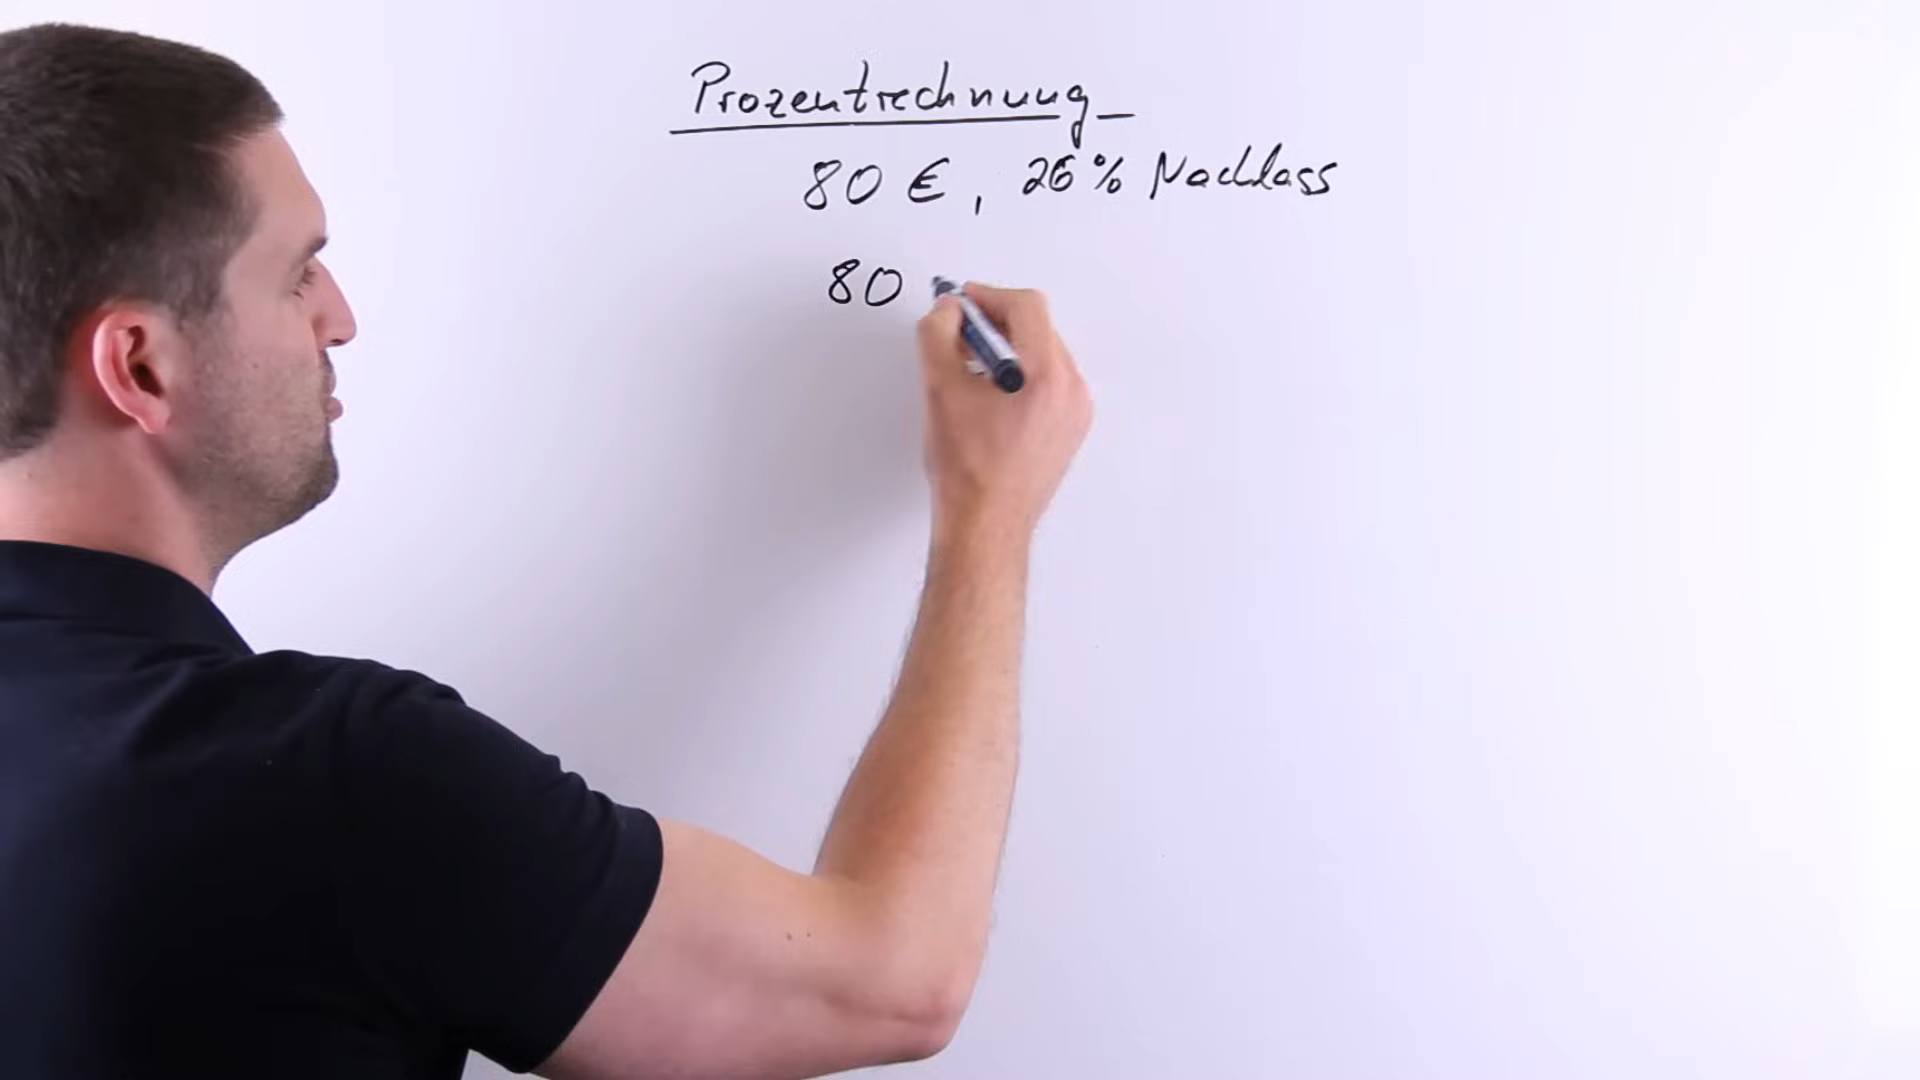 Prozentrechnung
80 €, 26% Nachlass
80